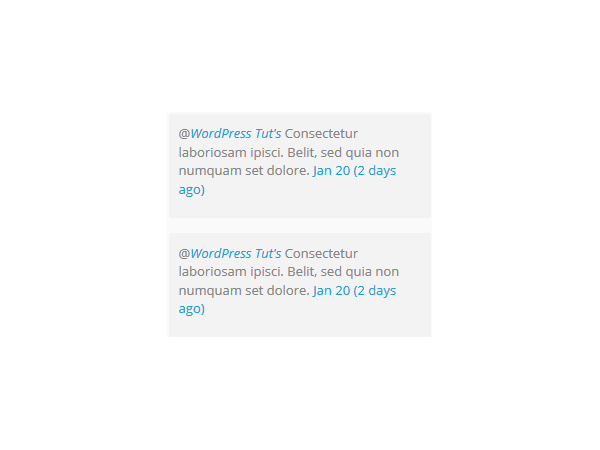 @WordPress Tut's Consectetur
laboriosam ipisci. Belit, sed quia non
numquam set dolore. Jan 20 (2 days
ago)
@WordPress Tut's Consectetur
laboriosam ipisci. Belit, sed quia non
numquam set dolore. Jan 20 (2 days
ago)